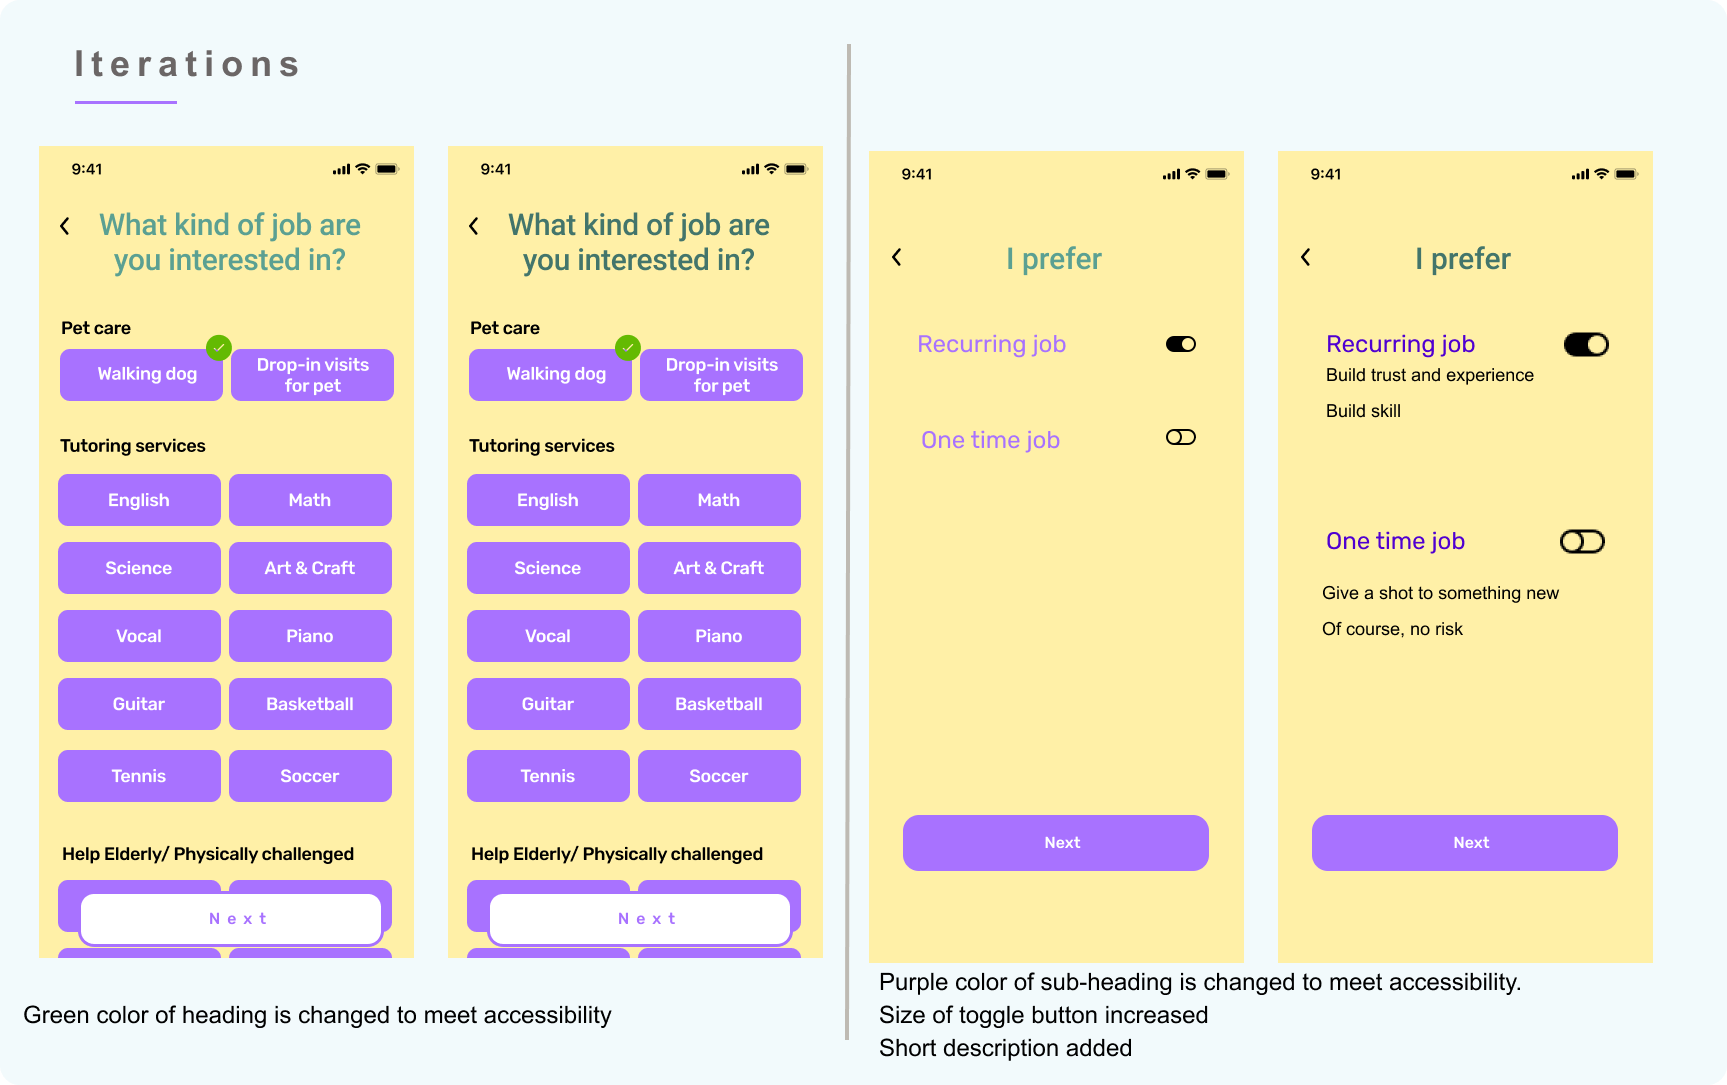 Iterations
9:41
What kind of job are
you interested in?
Pet care
Walking dog
Drop-in visits
for pet
Tutoring services
English
Math
Science
Art & Craft
Vocal
Piano
Guitar
Basketball
Tennis
Soccer
Help Elderly/ Physically challenged
Next
9:41
What kind of job are
you interested in?
Pet care
Walking dog
Drop-in visits
for pet
Tutoring services
English
Math
Science
Art & Craft
Vocal
Piano
Guitar
Basketball
Tennis
Soccer
Help Elderly/ Physically challenged
Next
Green color of heading is changed to meet accessibility
9:41
I prefer
Recurring job
One time job
Next
9:41
I prefer
Recurring job
Build trust and experience
Build skill
One time job
Give a shot to something new
Of course, no risk
Next
Purple color of sub-heading is changed to meet accessibility.
Size of toggle button increased
Short description added